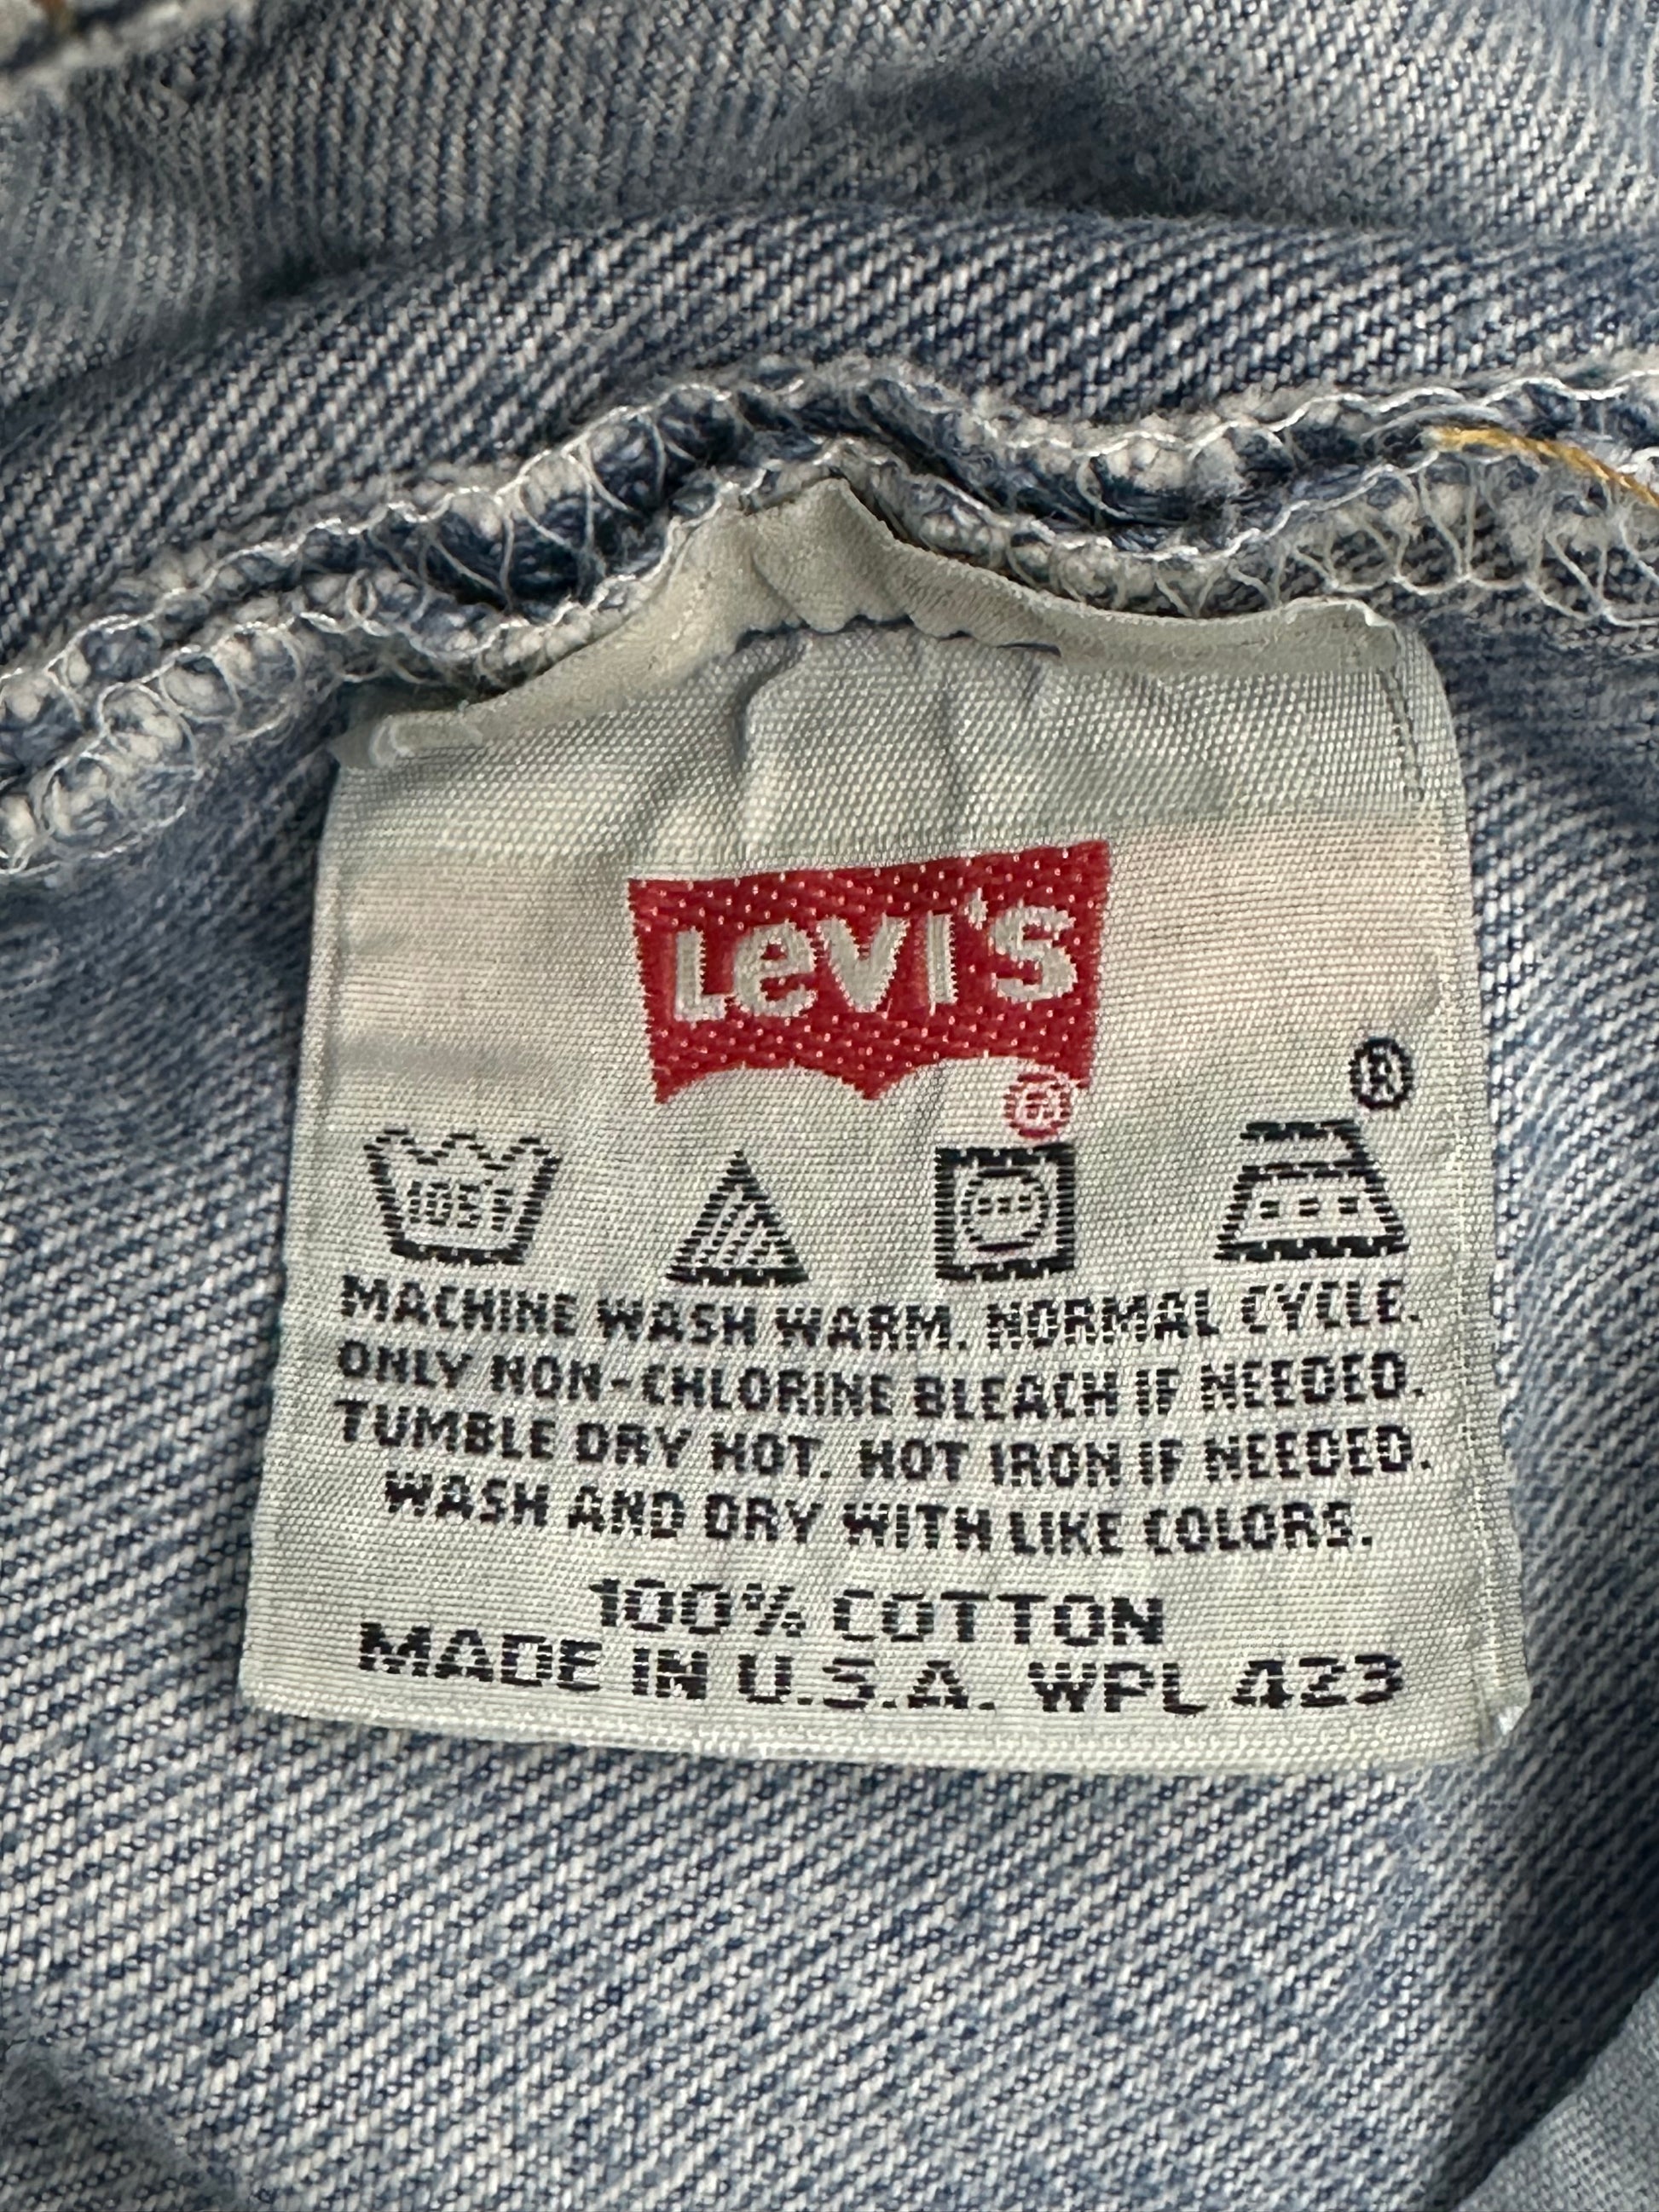 LEVI'S
®
®
105F
MACHINE WASH WARM. NORMAL CYCLE.
ONLY NON-CHLORINE BLEACH IF NEEDED.
TUMBLE DRY HOT. HOT IRON IF NEEDED.
WASH AND DRY WITH LIKE COLORS.
100% COTTON
MADE IN U.S.A. WPL 423